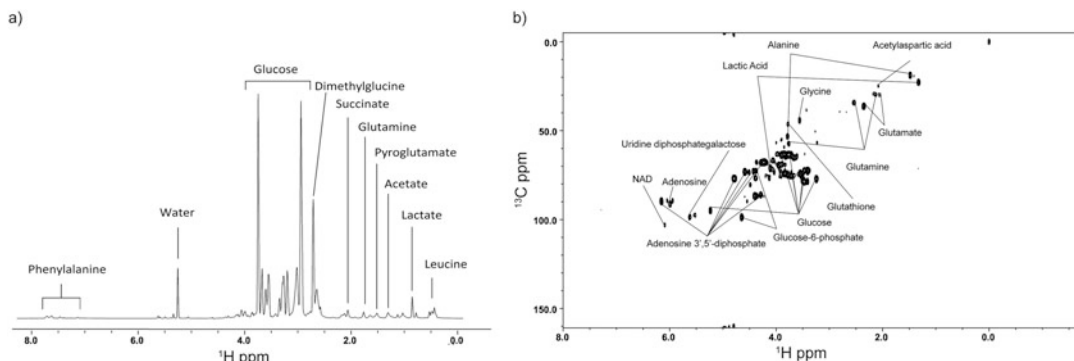 a)
Glucose
Dimethylglucine
Succinate
Glutamine
Pyroglutamate
Acetate
Water
Lactate
Leucine
Phenylalanine
8.0 6.0 4.0 2.0 0.0
¹H ppm
b)
0.0
Alanine
Acetylaspartic acid
Lactic Acid
Glycine
50.0
Glutamate
Uridine diphosphategalactose
Glutamine
NAD
Adenosine
Glutathione
¹³C ppm
100.0
Glucose
Glucose-6-phosphate
Adenosine 3',5'-diphosphate
150.0
8.0 6.0 4.0 2.0 0.0
¹H ppm